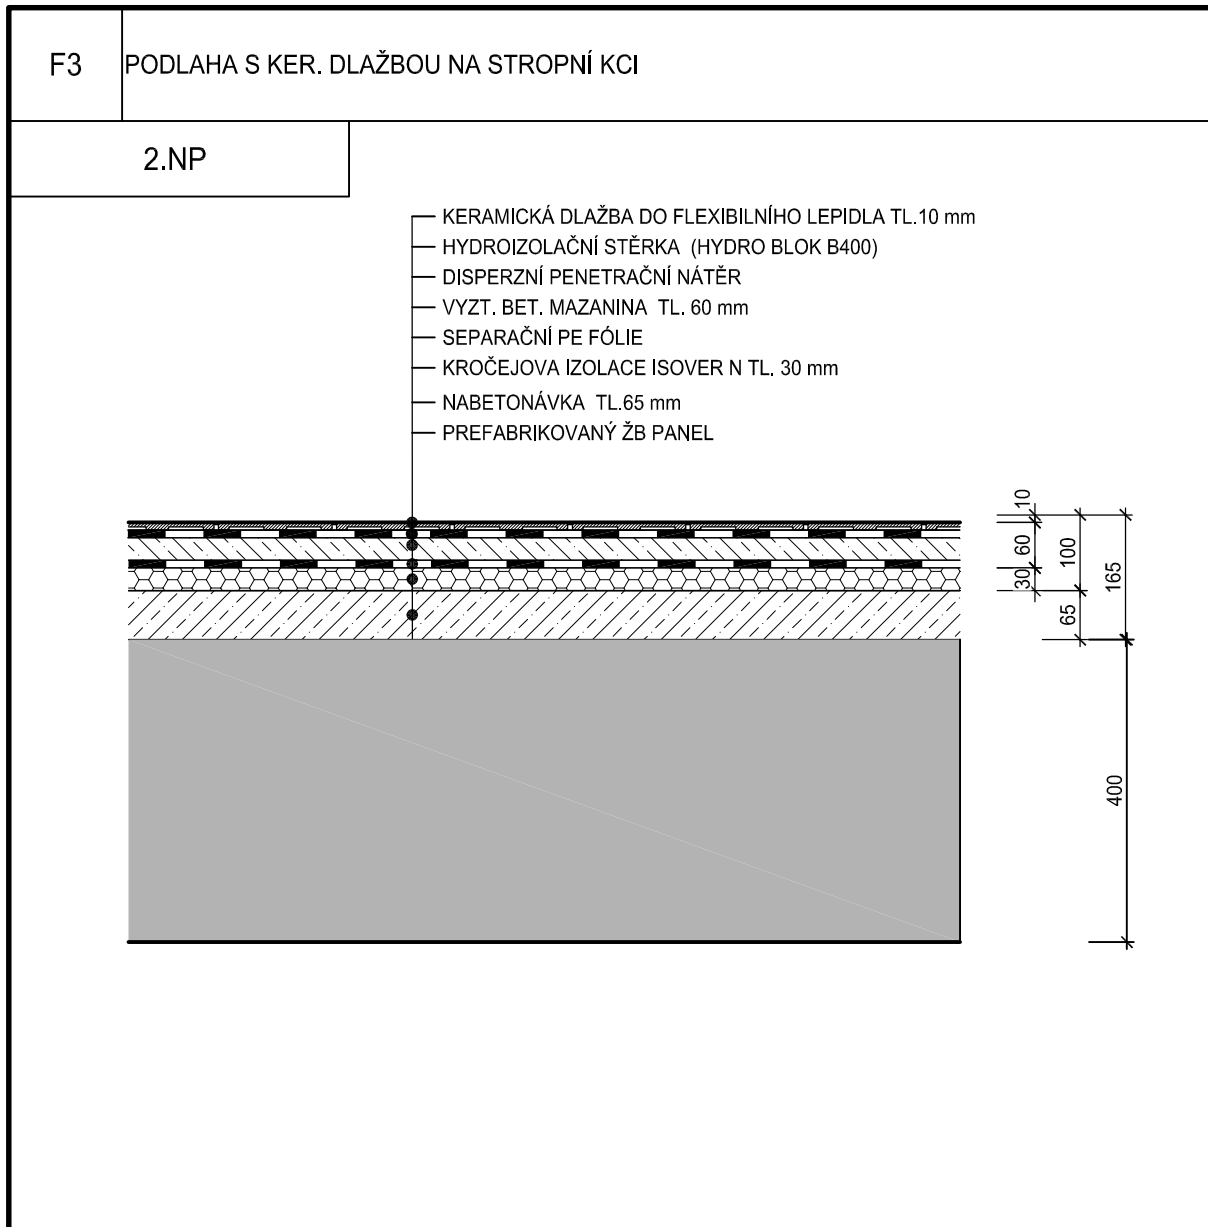 F3
PODLAHA S KER. DLAŽBOU NA STROPNÍ KCI
2.NP
KERAMICKÁ DLAŽBA DO FLEXIBILNÍHO LEPIDLA TL.10 mm
HYDROIZOLAČNÍ STĚRKA (HYDRO BLOK B400)
DISPERZNÍ PENETRAČNÍ NÁTĚR
VYZT. BET. MAZANINA TL. 60 mm
SEPARAČNÍ PE FÓLIE
KROČEJOVA IZOLACE ISOVER N TL. 30 mm
NABETONÁVKA TL.65 mm
PREFABRIKOVANÝ ŽB PANEL
10
60
30
100
65
165
400